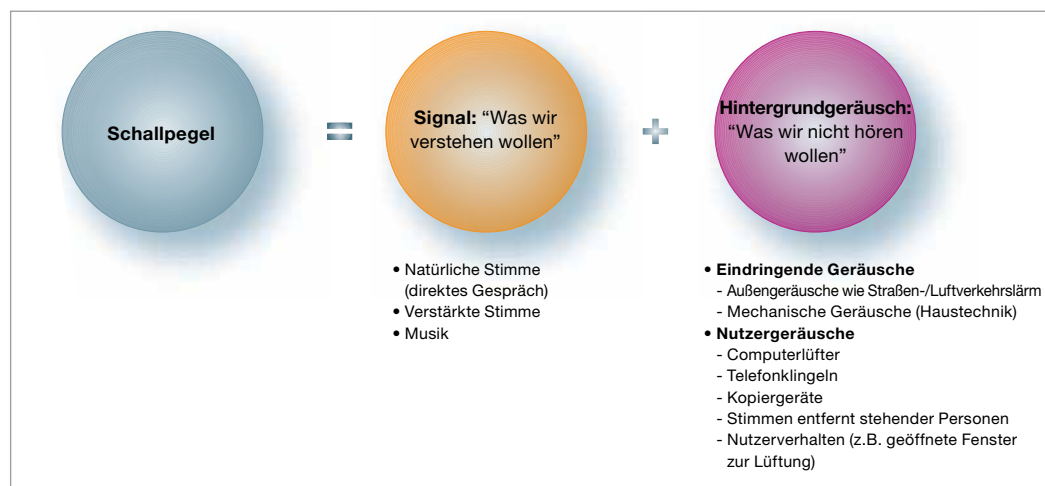 Schallpegel
=
Signal: “Was wir
verstehen wollen”
+
Hintergrundgeräusch:
“Was wir nicht hören
wollen”
• Natürliche Stimme
(direktes Gespräch)
• Verstärkte Stimme
• Musik
• Eindringende Geräusche
- Außengeräusche wie Straßen-/Luftverkehrslärm
- Mechanische Geräusche (Haustechnik)
• Nutzergeräusche
- Computerlüfter
- Telefonklingeln
- Kopiergeräte
- Stimmen entfernt stehender Personen
- Nutzerverhalten (z.B. geöffnete Fenster
zur Lüftung)